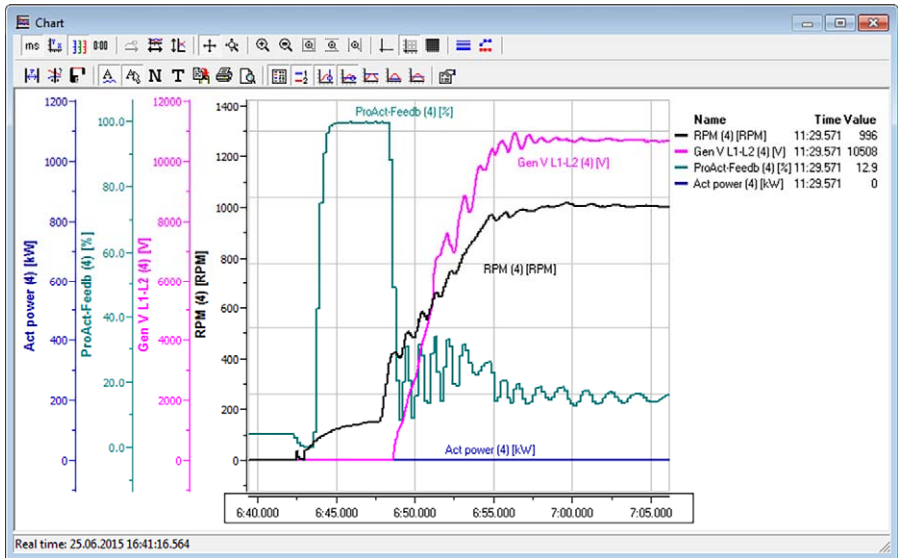 Chart
ms
0:00
A A N T
1200 100.0 12000 1400
ProAct-Feedb (4) [%]
Name Time Value
RPM (4) [RPM] 11:29.571 996
Gen V L1-L2 (4) [V] 11:29.571 10508
ProAct-Feedb (4) [%] 11:29.571 12.9
Act power (4) [kW] 11:29.571 0
1000 80.0 10000 1200
Gen V L1-L2 (4) [V]
800 60.0 8000 1000
600 40.0 6000 800
RPM (4) [RPM]
400 20.0 4000 600
200 0.0 2000 400
0 0 200
0
Act power (4) [kW]
Act power (4) [kW]
ProAct-Feedb (4) [%]
Gen V L1-L2 (4) [V]
RPM (4) [RPM]
6:40.000 6:45.000 6:50.000 6:55.000 7:00.000 7:05.000
Real time: 25.06.2015 16:41:16.564